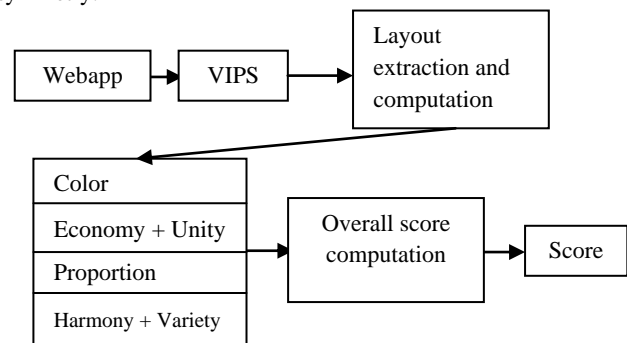 Layout
extraction and
computation
Webapp
VIPS
Color
Economy + Unity
Proportion
Harmony + Variety
Overall score
computation
Score